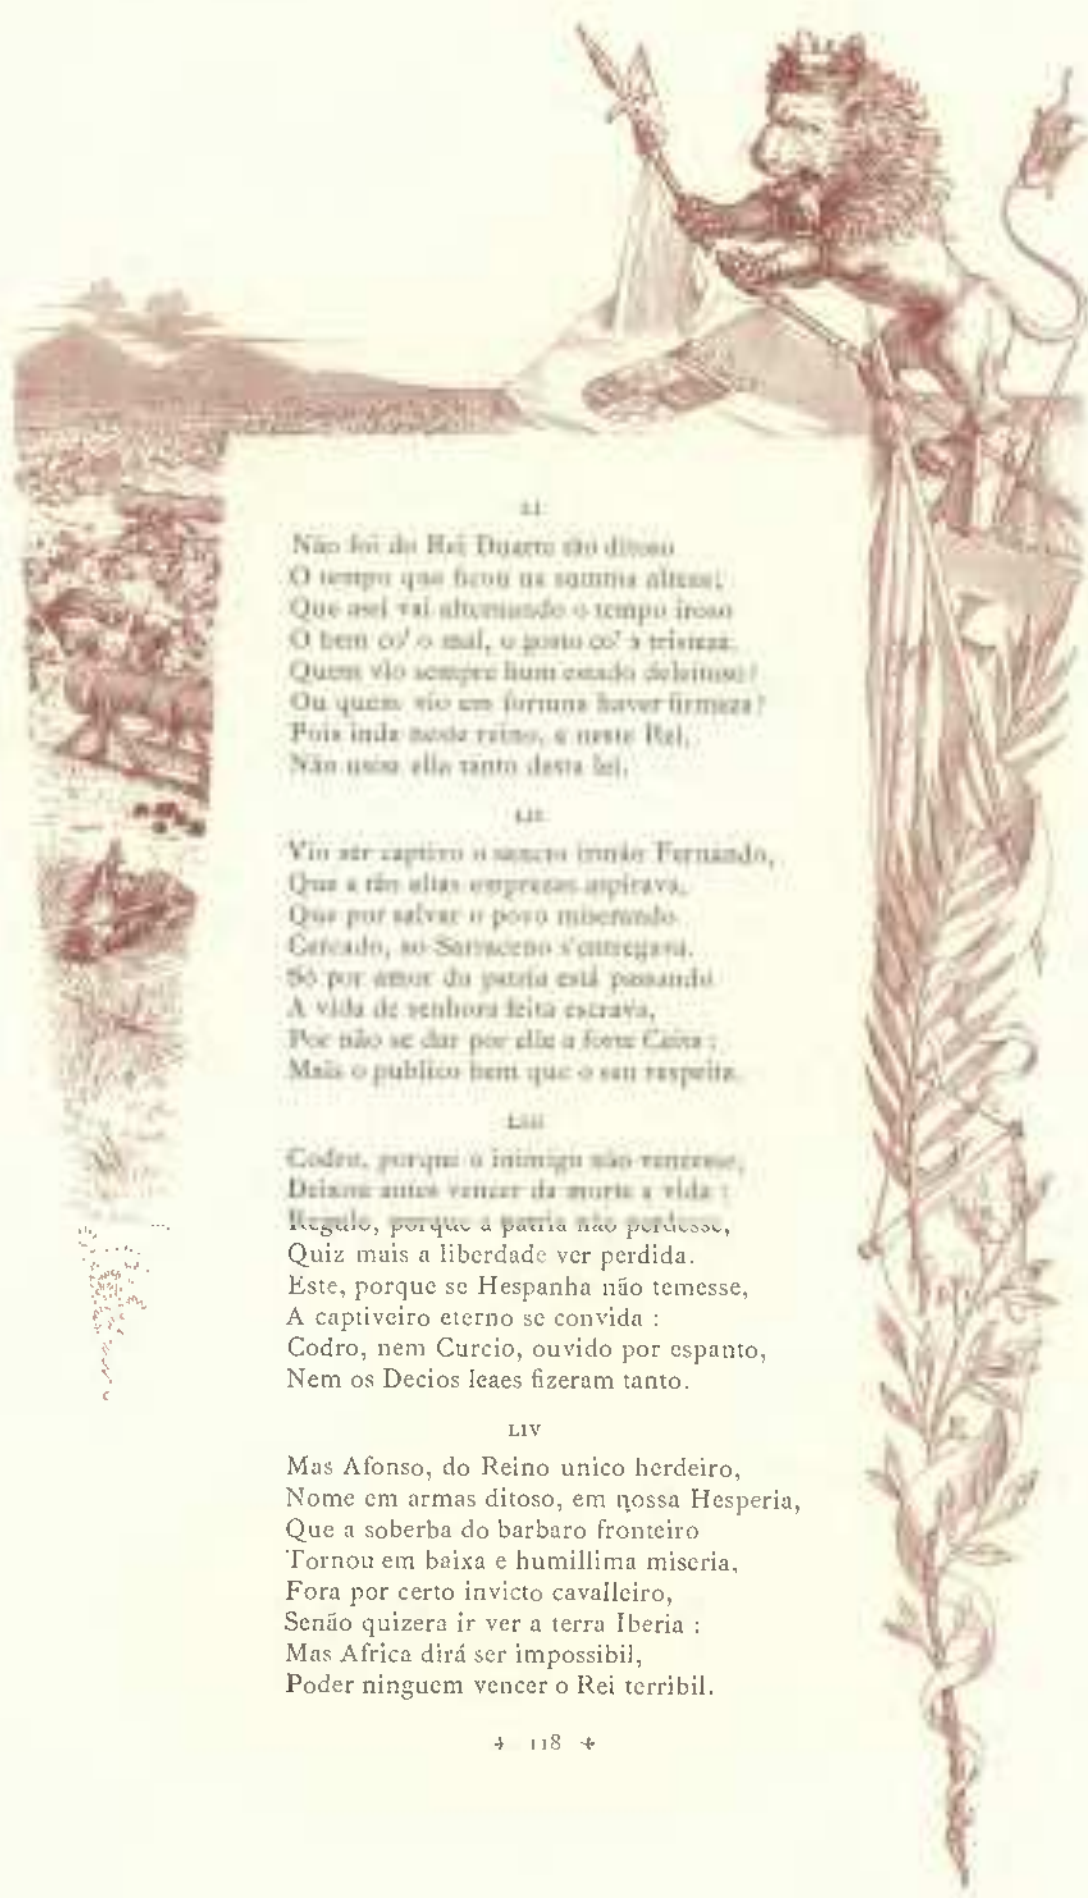 LI
Não foi do Rei Duarte tão ditoso
O tempo que ficou na summa alteza;
Que assi vai alternando o tempo iroso
O bem co' o mal, o gosto co' a tristeza.
Quem vio sempre hum estado deleitoso?
Ou quem vio em fortuna haver firmeza?
Pois inda neste reino, e neste Rei,
Não usou ella tanto desta lei.
LII
Vio ser captivo o sancto irmão Fernando,
Que a tão altas emprezas aspirava,
Que por salvar o povo miserando
Cercado, ao Sarraceno s'entregava.
Só por amor da patria está passando
A vida de senhora feita escrava,
Por não se dar por elle a forte Ceita :
Mais o publico bem que o seu respeita.
LIII
Codro, porque o inimigo não vencesse,
Deixou antes vencer da morte a vida :
Regulo, porque a patria não perdesse,
Quiz mais a liberdade ver perdida.
Este, porque se Hespanha não temesse,
A captiveiro eterno se convida :
Codro, nem Curcio, ouvido por espanto,
Nem os Decios leaes fizeram tanto.
LIV
Mas Afonso, do Reino unico herdeiro,
Nome em armas ditoso, em nossa Hesperia,
Que a soberba do barbaro fronteiro
Tornou em baixa e humillima miseria,
Fora por certo invicto cavalleiro,
Senão quizera ir ver a terra Iberia :
Mas Africa dirá ser impossibil,
Poder ninguem vencer o Rei terribil.
118